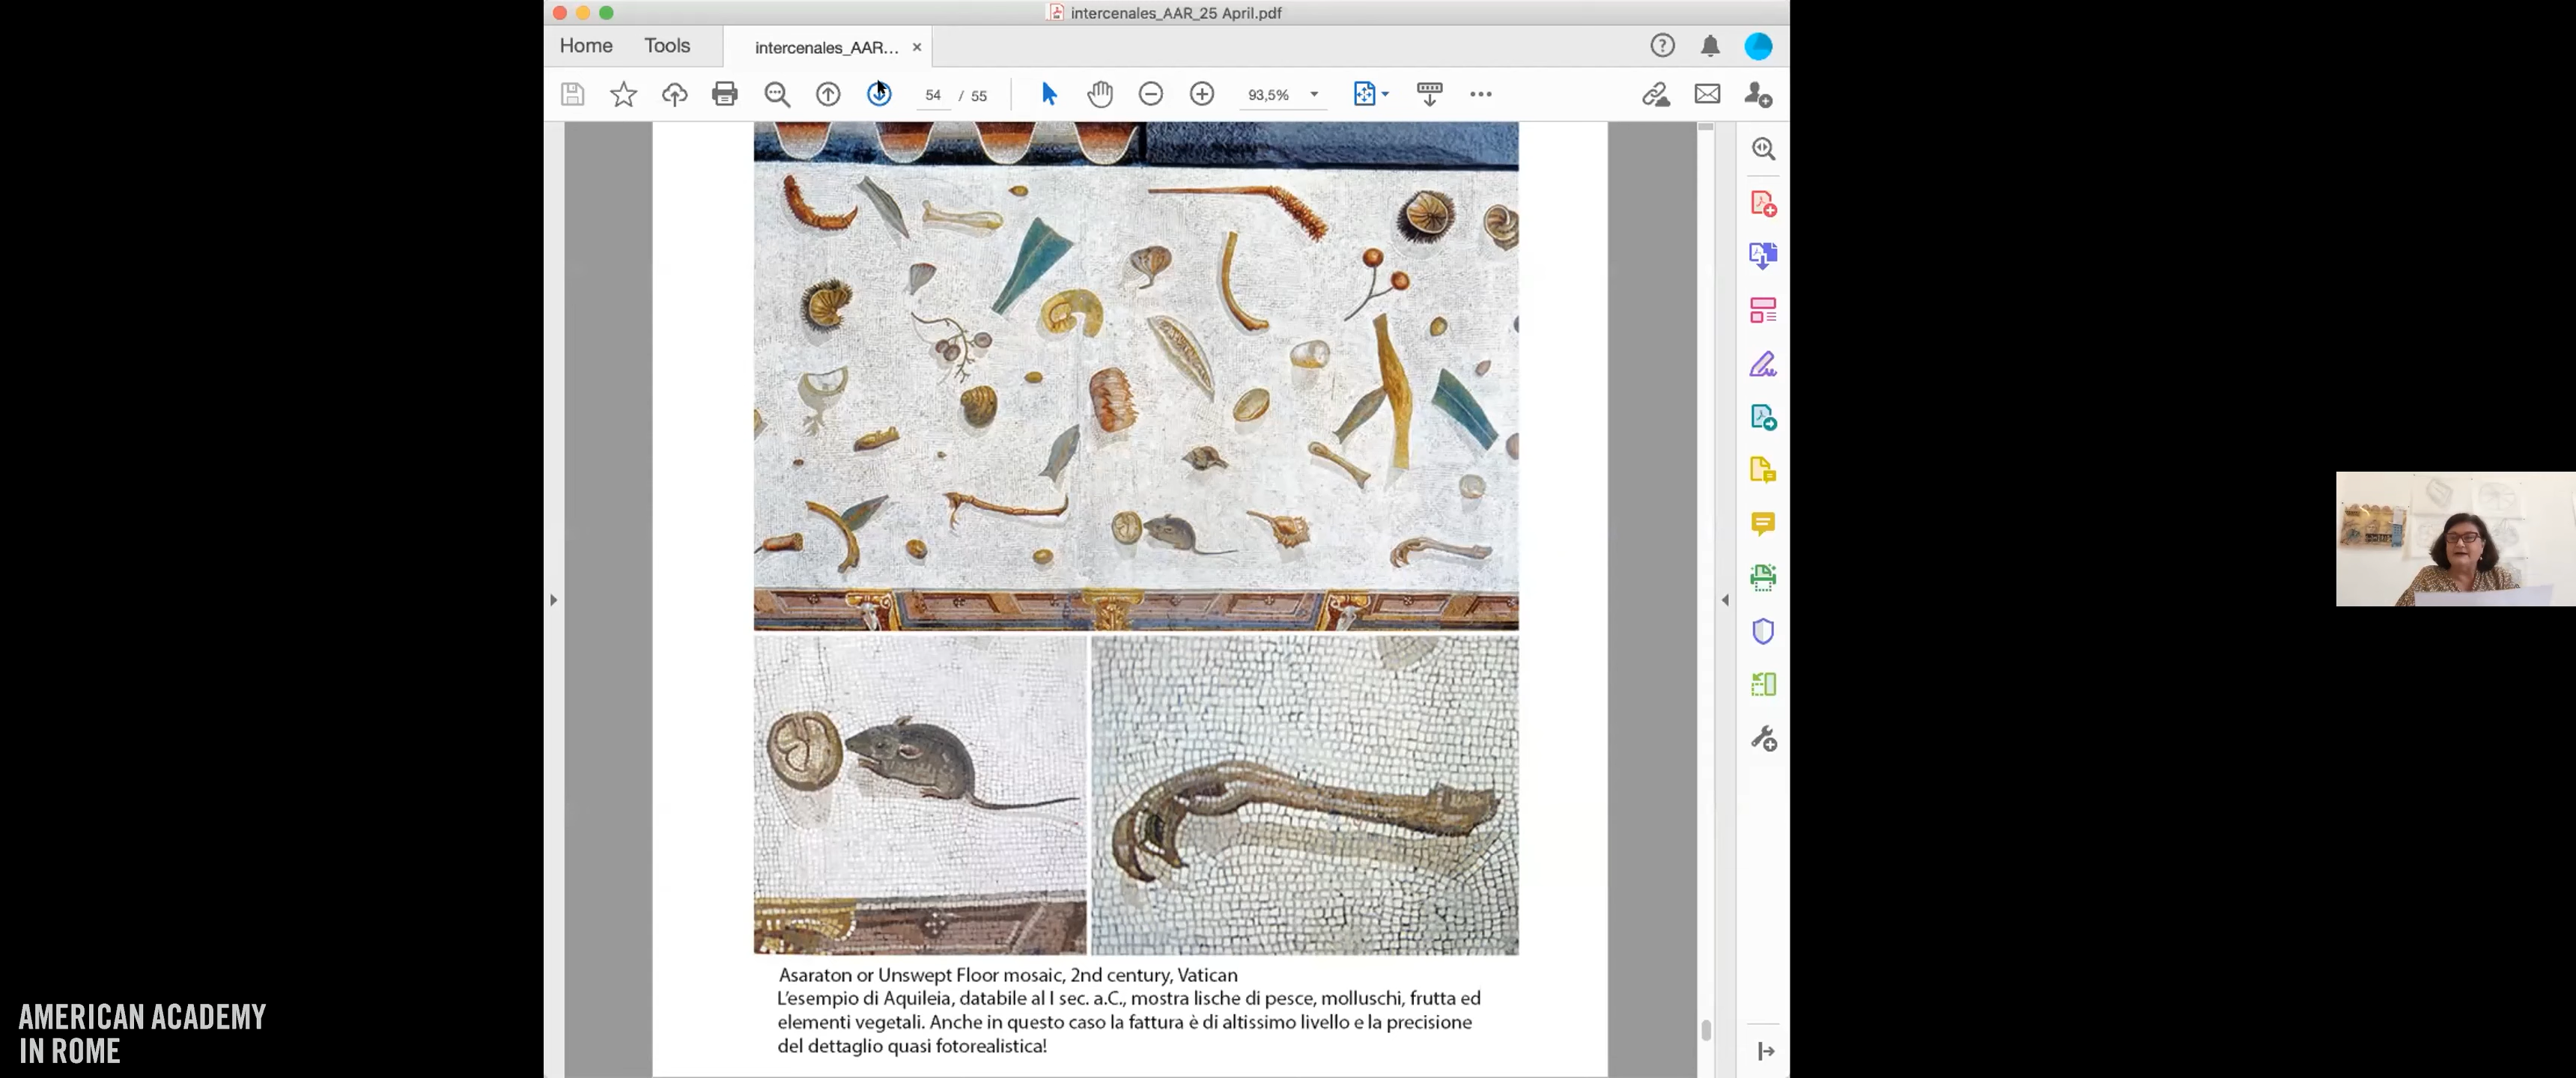 intercenales_AAR_25 April.pdf
Home
Tools
intercenales_AAR...
54 / 55
93,5%
Asaraton or Unswept Floor mosaic, 2nd century, Vatican
L'esempio di Aquileia, databile al I sec. a.C., mostra lische di pesce, molluschi, frutta ed
elementi vegetali. Anche in questo caso la fattura è di altissimo livello e la precisione
del dettaglio quasi fotorealistica!
AMERICAN ACADEMY
IN ROME